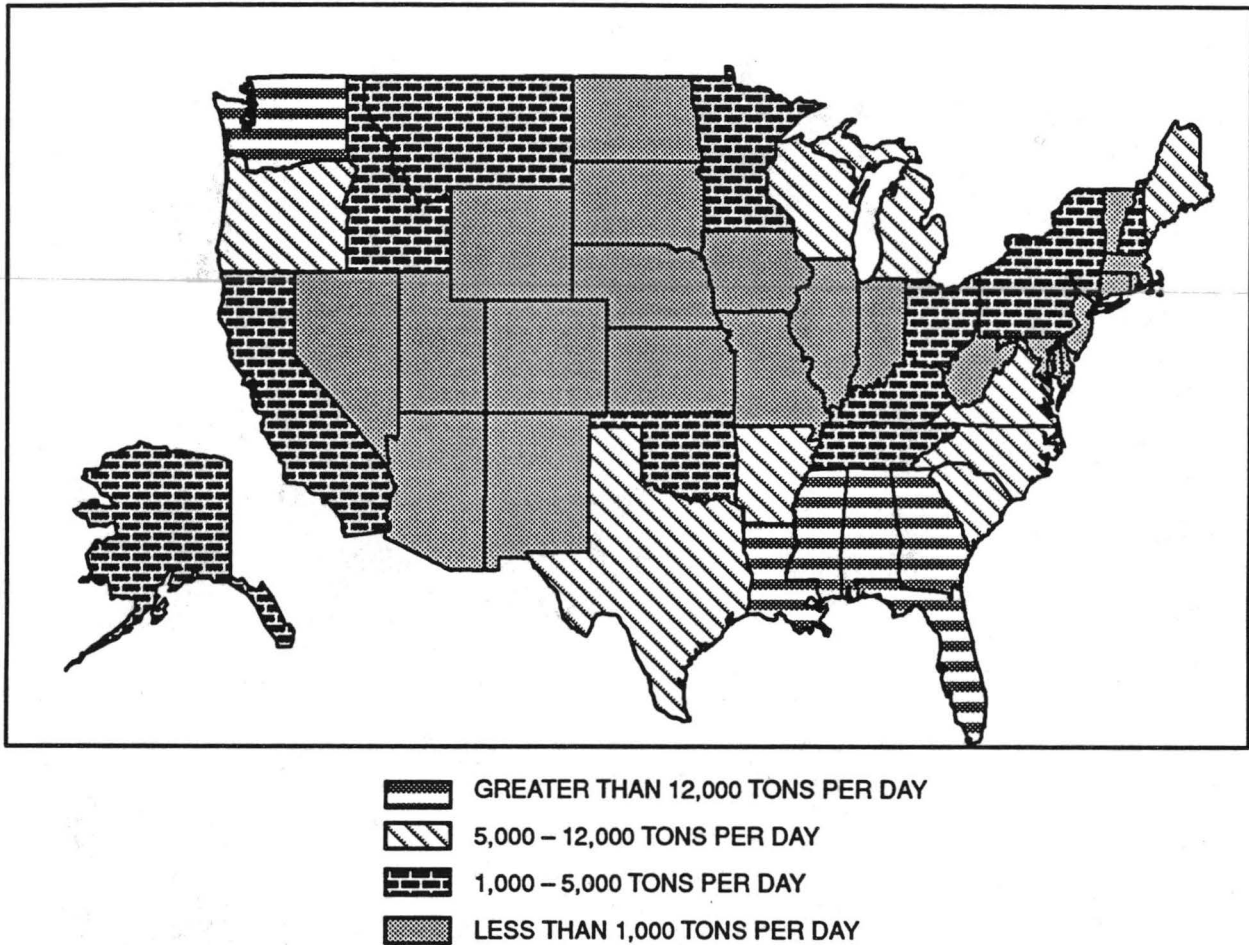 GREATER THAN 12,000 TONS PER DAY
5,000 – 12,000 TONS PER DAY
1,000 – 5,000 TONS PER DAY
LESS THAN 1,000 TONS PER DAY